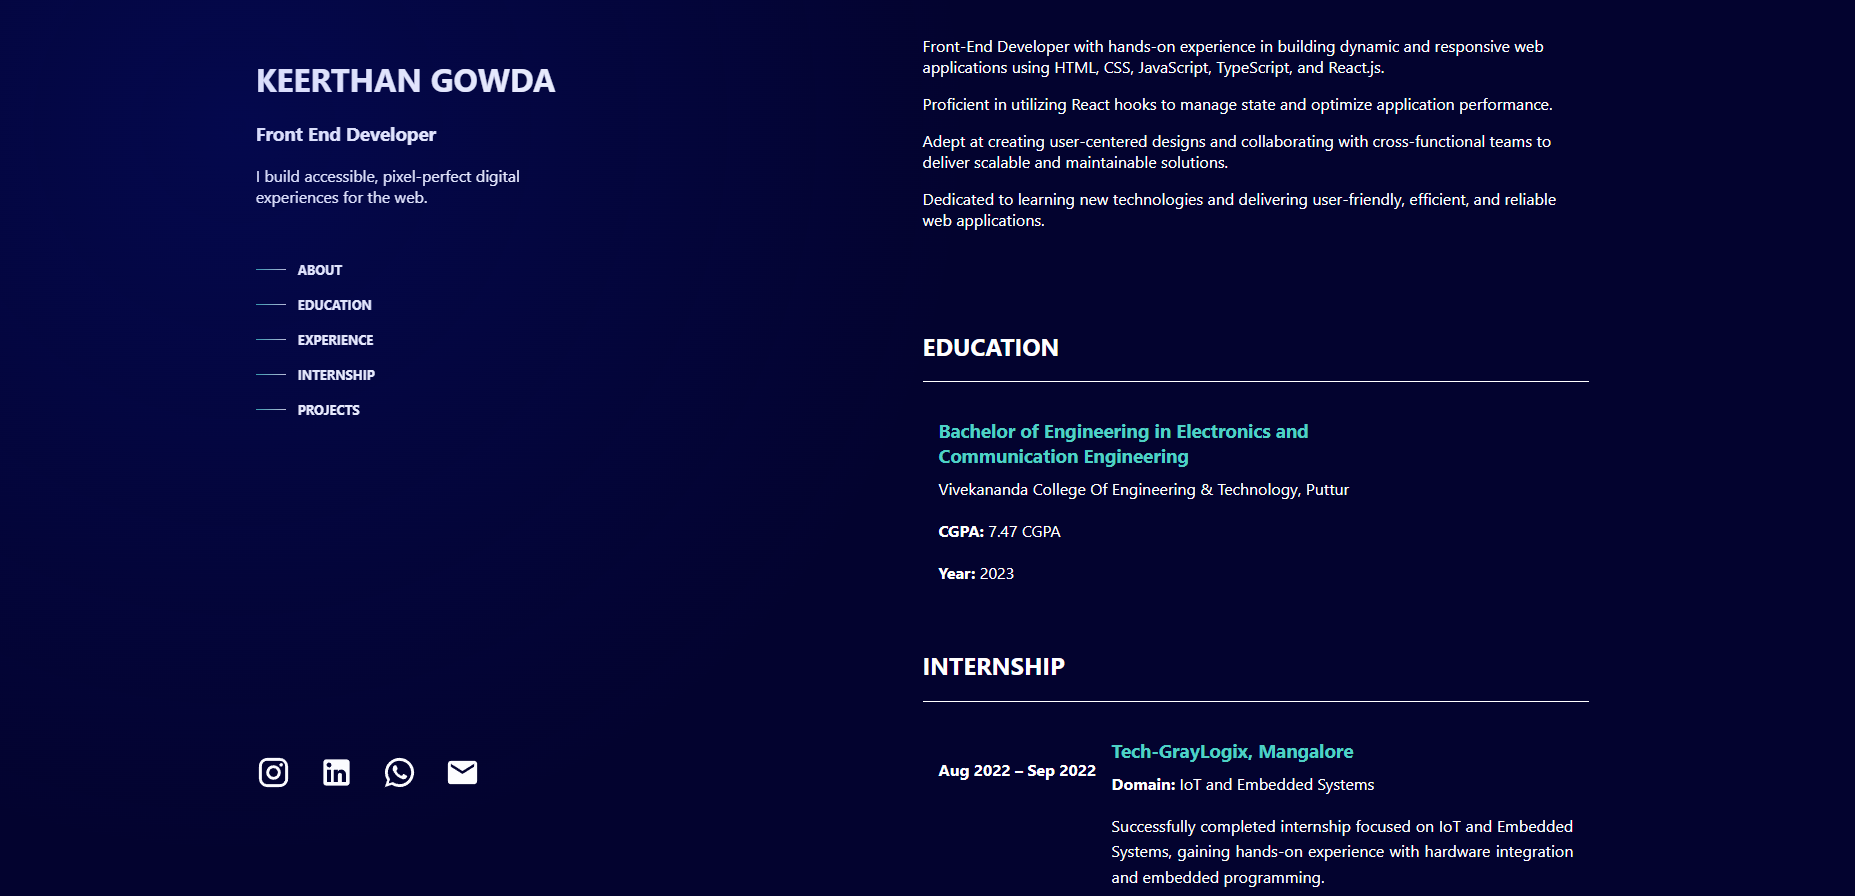 KEERTHAN GOWDA
Front End Developer
I build accessible, pixel-perfect digital
experiences for the web.
ABOUT
EDUCATION
EXPERIENCE
INTERNSHIP
PROJECTS
Front-End Developer with hands-on experience in building dynamic and responsive web
applications using HTML, CSS, JavaScript, TypeScript, and React.js.
Proficient in utilizing React hooks to manage state and optimize application performance.
Adept at creating user-centered designs and collaborating with cross-functional teams to
deliver scalable and maintainable solutions.
Dedicated to learning new technologies and delivering user-friendly, efficient, and reliable
web applications.
EDUCATION
Bachelor of Engineering in Electronics and
Communication Engineering
Vivekananda College Of Engineering & Technology, Puttur
CGPA: 7.47 CGPA
Year: 2023
INTERNSHIP
Aug 2022 – Sep 2022
Tech-GrayLogix, Mangalore
Domain: IoT and Embedded Systems
Successfully completed internship focused on IoT and Embedded
Systems, gaining hands-on experience with hardware integration
and embedded programming.